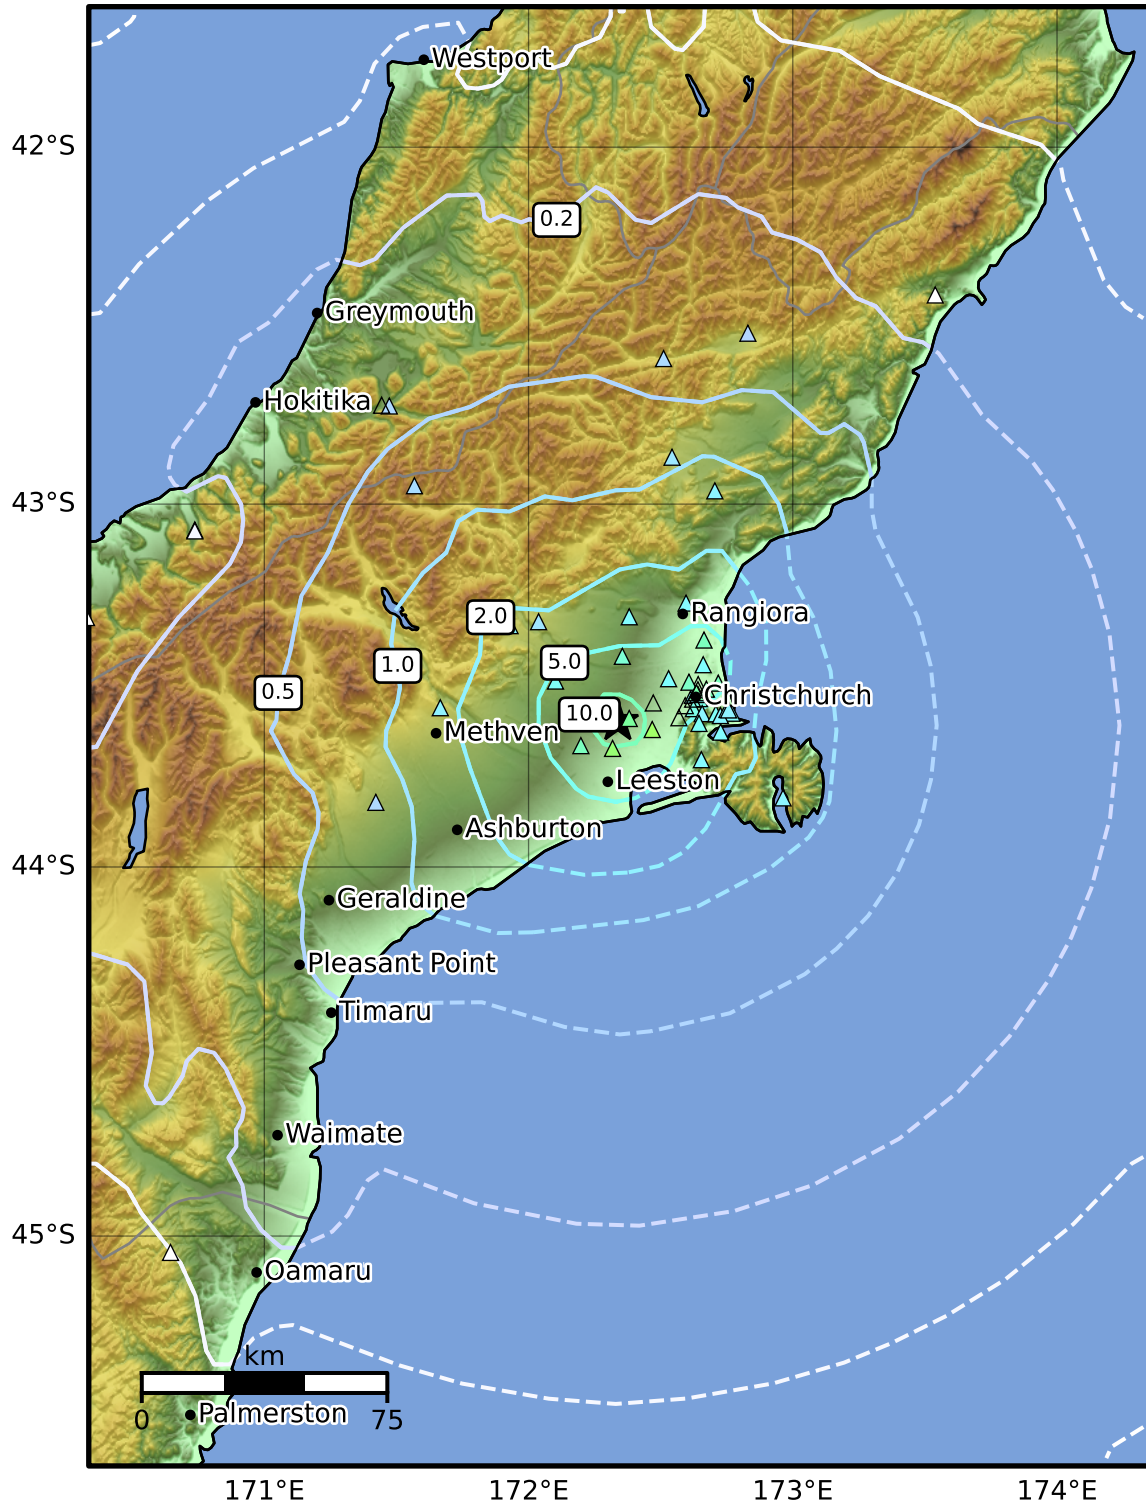 Westport
42°S
0.2
Greymouth
Hokitika
43°S
Rangiora
2.0
5.0
1.0
0.5
Christchurch
10.0
Methven
Leeston
Ashburton
44°S
Geraldine
Pleasant Point
Timaru
Waimate
45°S
Oamaru
km
0 75
Palmerston
171°E 172°E 173°E 174°E